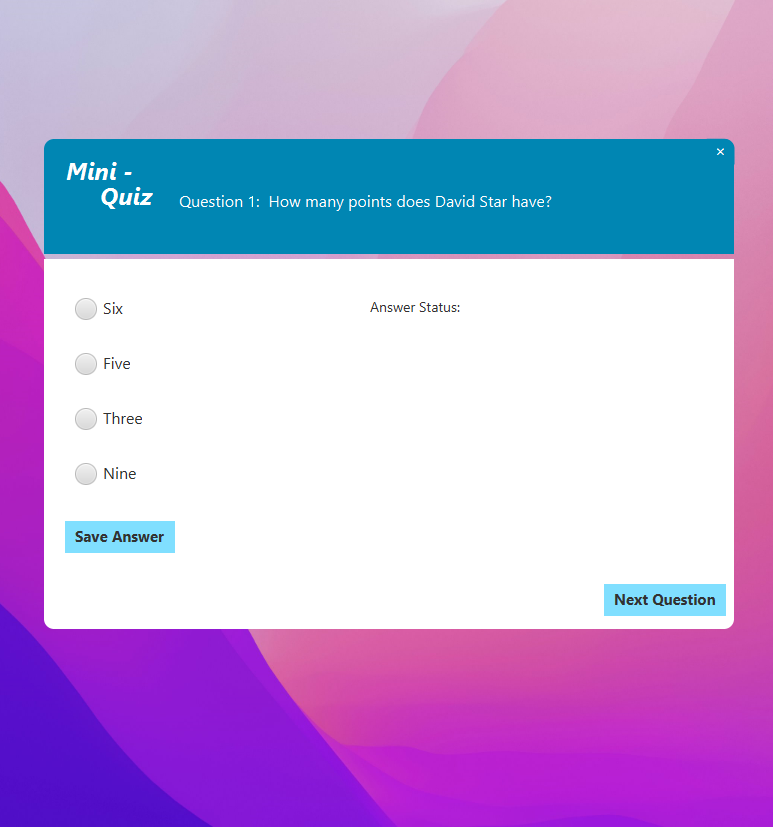 Mini -
Quiz
Question 1:  How many points does David Star have?
Six
Answer Status:
Five
Three
Nine
Save Answer
Next Question